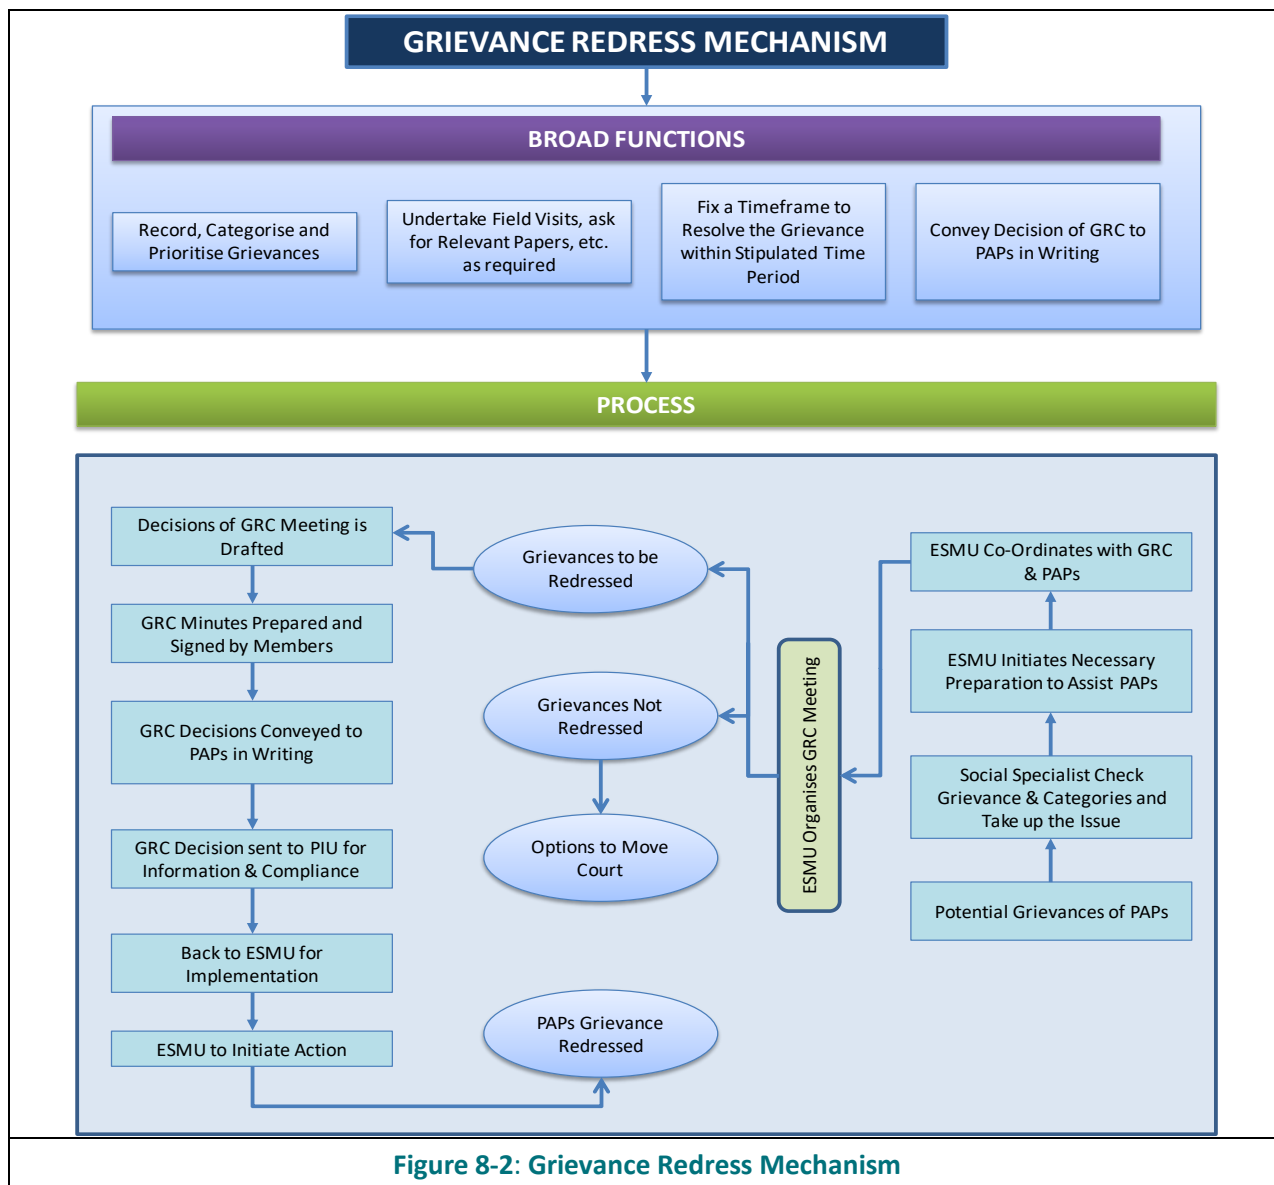 GRIEVANCE REDRESS MECHANISM
BROAD FUNCTIONS
Record, Categorise and
Prioritise Grievances
Undertake Field Visits, ask
for Relevant Papers, etc.
as required
Fix a Timeframe to
Resolve the Grievance
within Stipulated Time
Period
Convey Decision of GRC to
PAPs in Writing
PROCESS
Decisions of GRC Meeting is
Drafted
GRC Minutes Prepared and
Signed by Members
GRC Decisions Conveyed to
PAPs in Writing
GRC Decision sent to PIU for
Information & Compliance
Back to ESMU for
Implementation
ESMU to Initiate Action
Grievances to be
Redressed
Grievances Not
Redressed
Options to Move
Court
PAPs Grievance
Redressed
ESMU Organises GRC Meeting
ESMU Co-Ordinates with GRC
& PAPs
ESMU Initiates Necessary
Preparation to Assist PAPs
Social Specialist Check
Grievance & Categories and
Take up the Issue
Potential Grievances of PAPs
Figure 8-2: Grievance Redress Mechanism